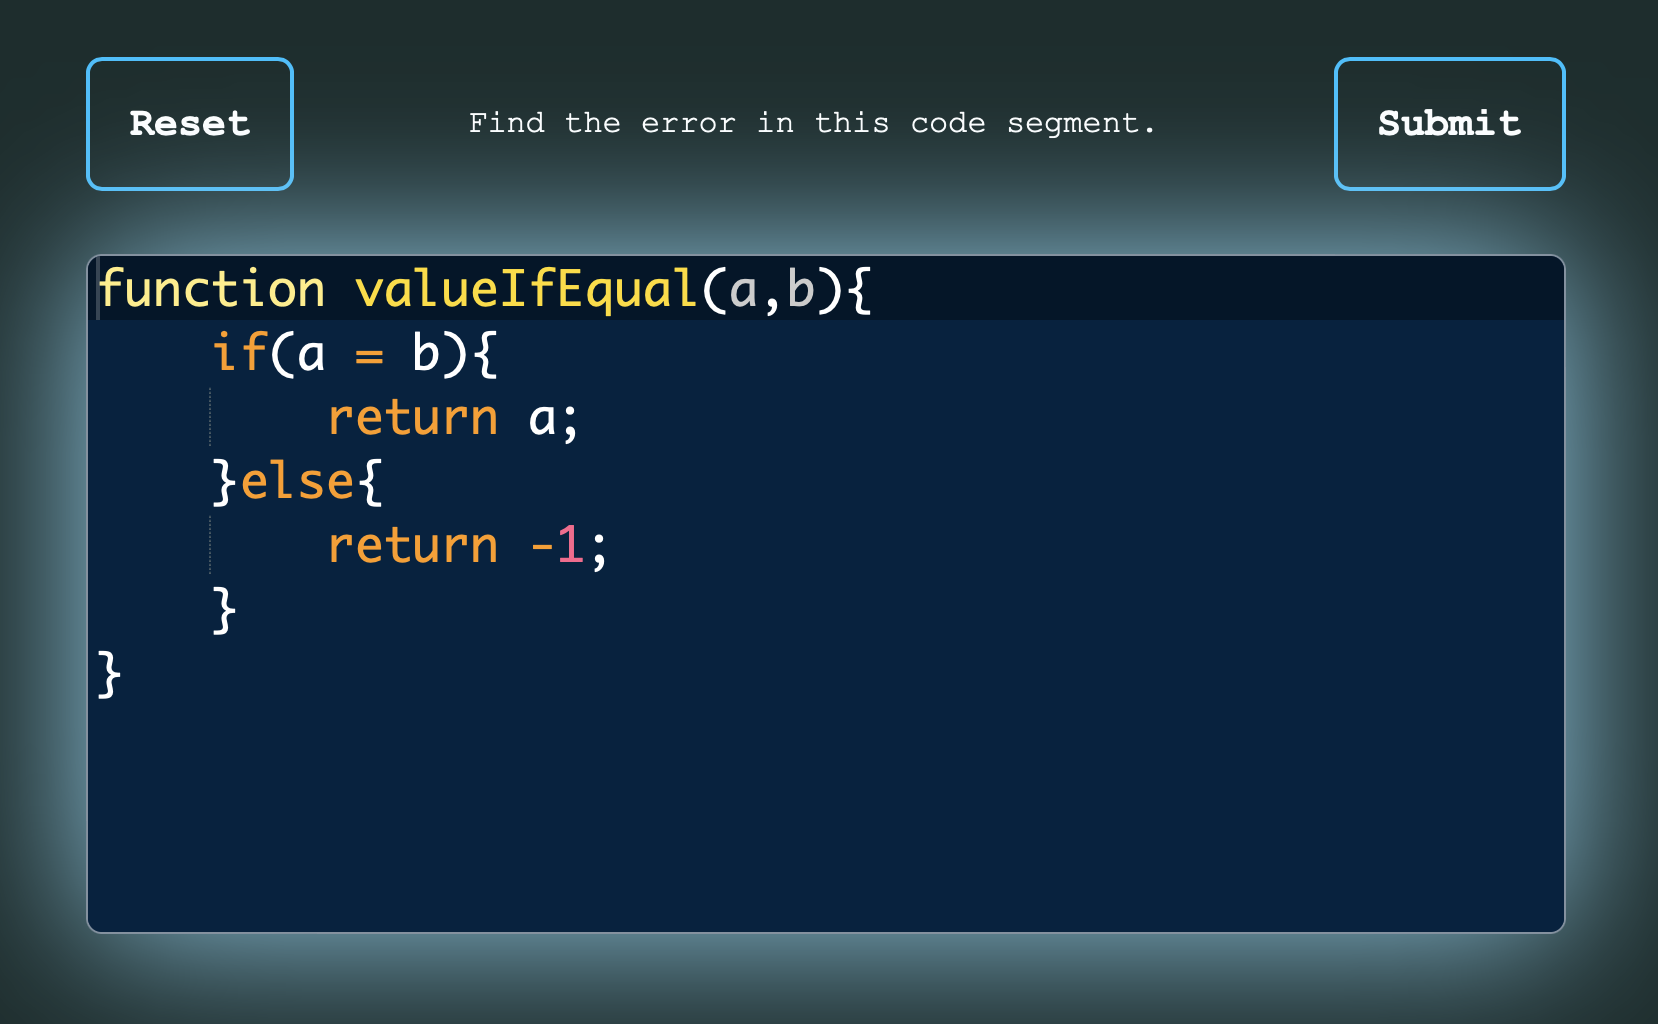 Reset
Find the error in this code segment.
Submit
function valueIfEqual(a,b){
    if(a = b){
        return a;
    }else{
        return -1;
    }
}